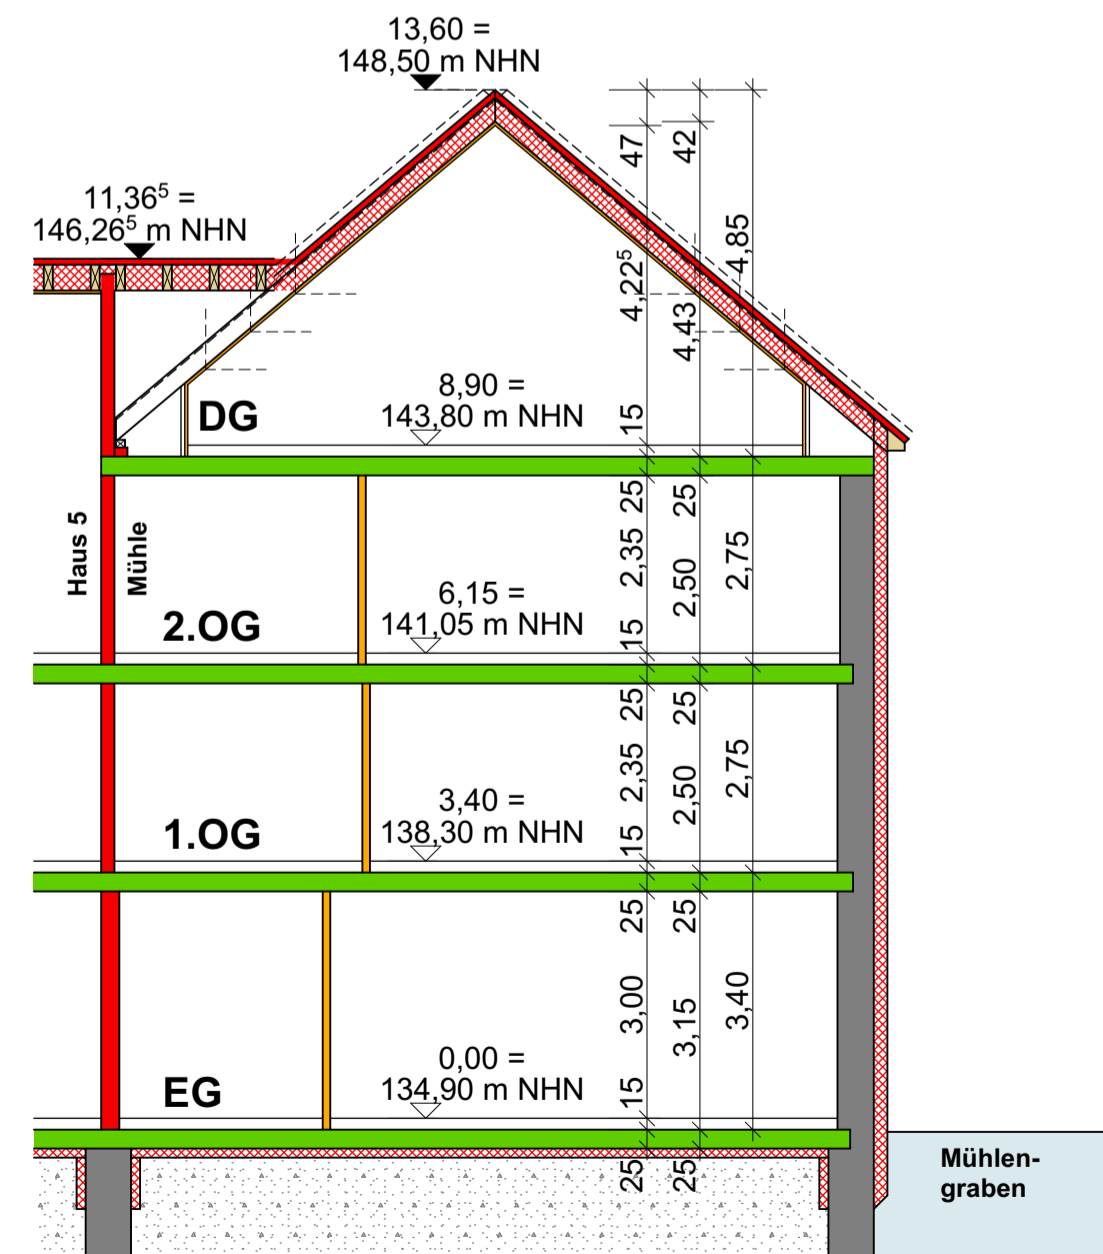 13,60 =
148,50 m NHN
11,36⁵ =
146,26⁵ m NHN
47
42
4,85
4,22⁵
4,43
8,90 =
143,80 m NHN
DG
15
25
25
Haus 5
Mühle
2,35
2,50
2,75
6,15 =
141,05 m NHN
2.OG
15
25
25
2,35
2,50
2,75
3,40 =
138,30 m NHN
1.OG
15
25
25
3,00
3,15
3,40
0,00 =
134,90 m NHN
EG
15
25
25
Mühlen-
graben